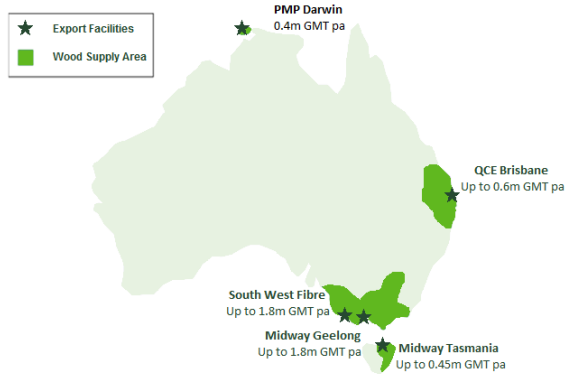 Export Facilities
Wood Supply Area
PMP Darwin
0.4m GMT pa
QCE Brisbane
Up to 0.6m GMT pa
South West Fibre
Up to 1.8m GMT pa
Midway Geelong
Up to 1.8m GMT pa
Midway Tasmania
Up to 0.45m GMT pa